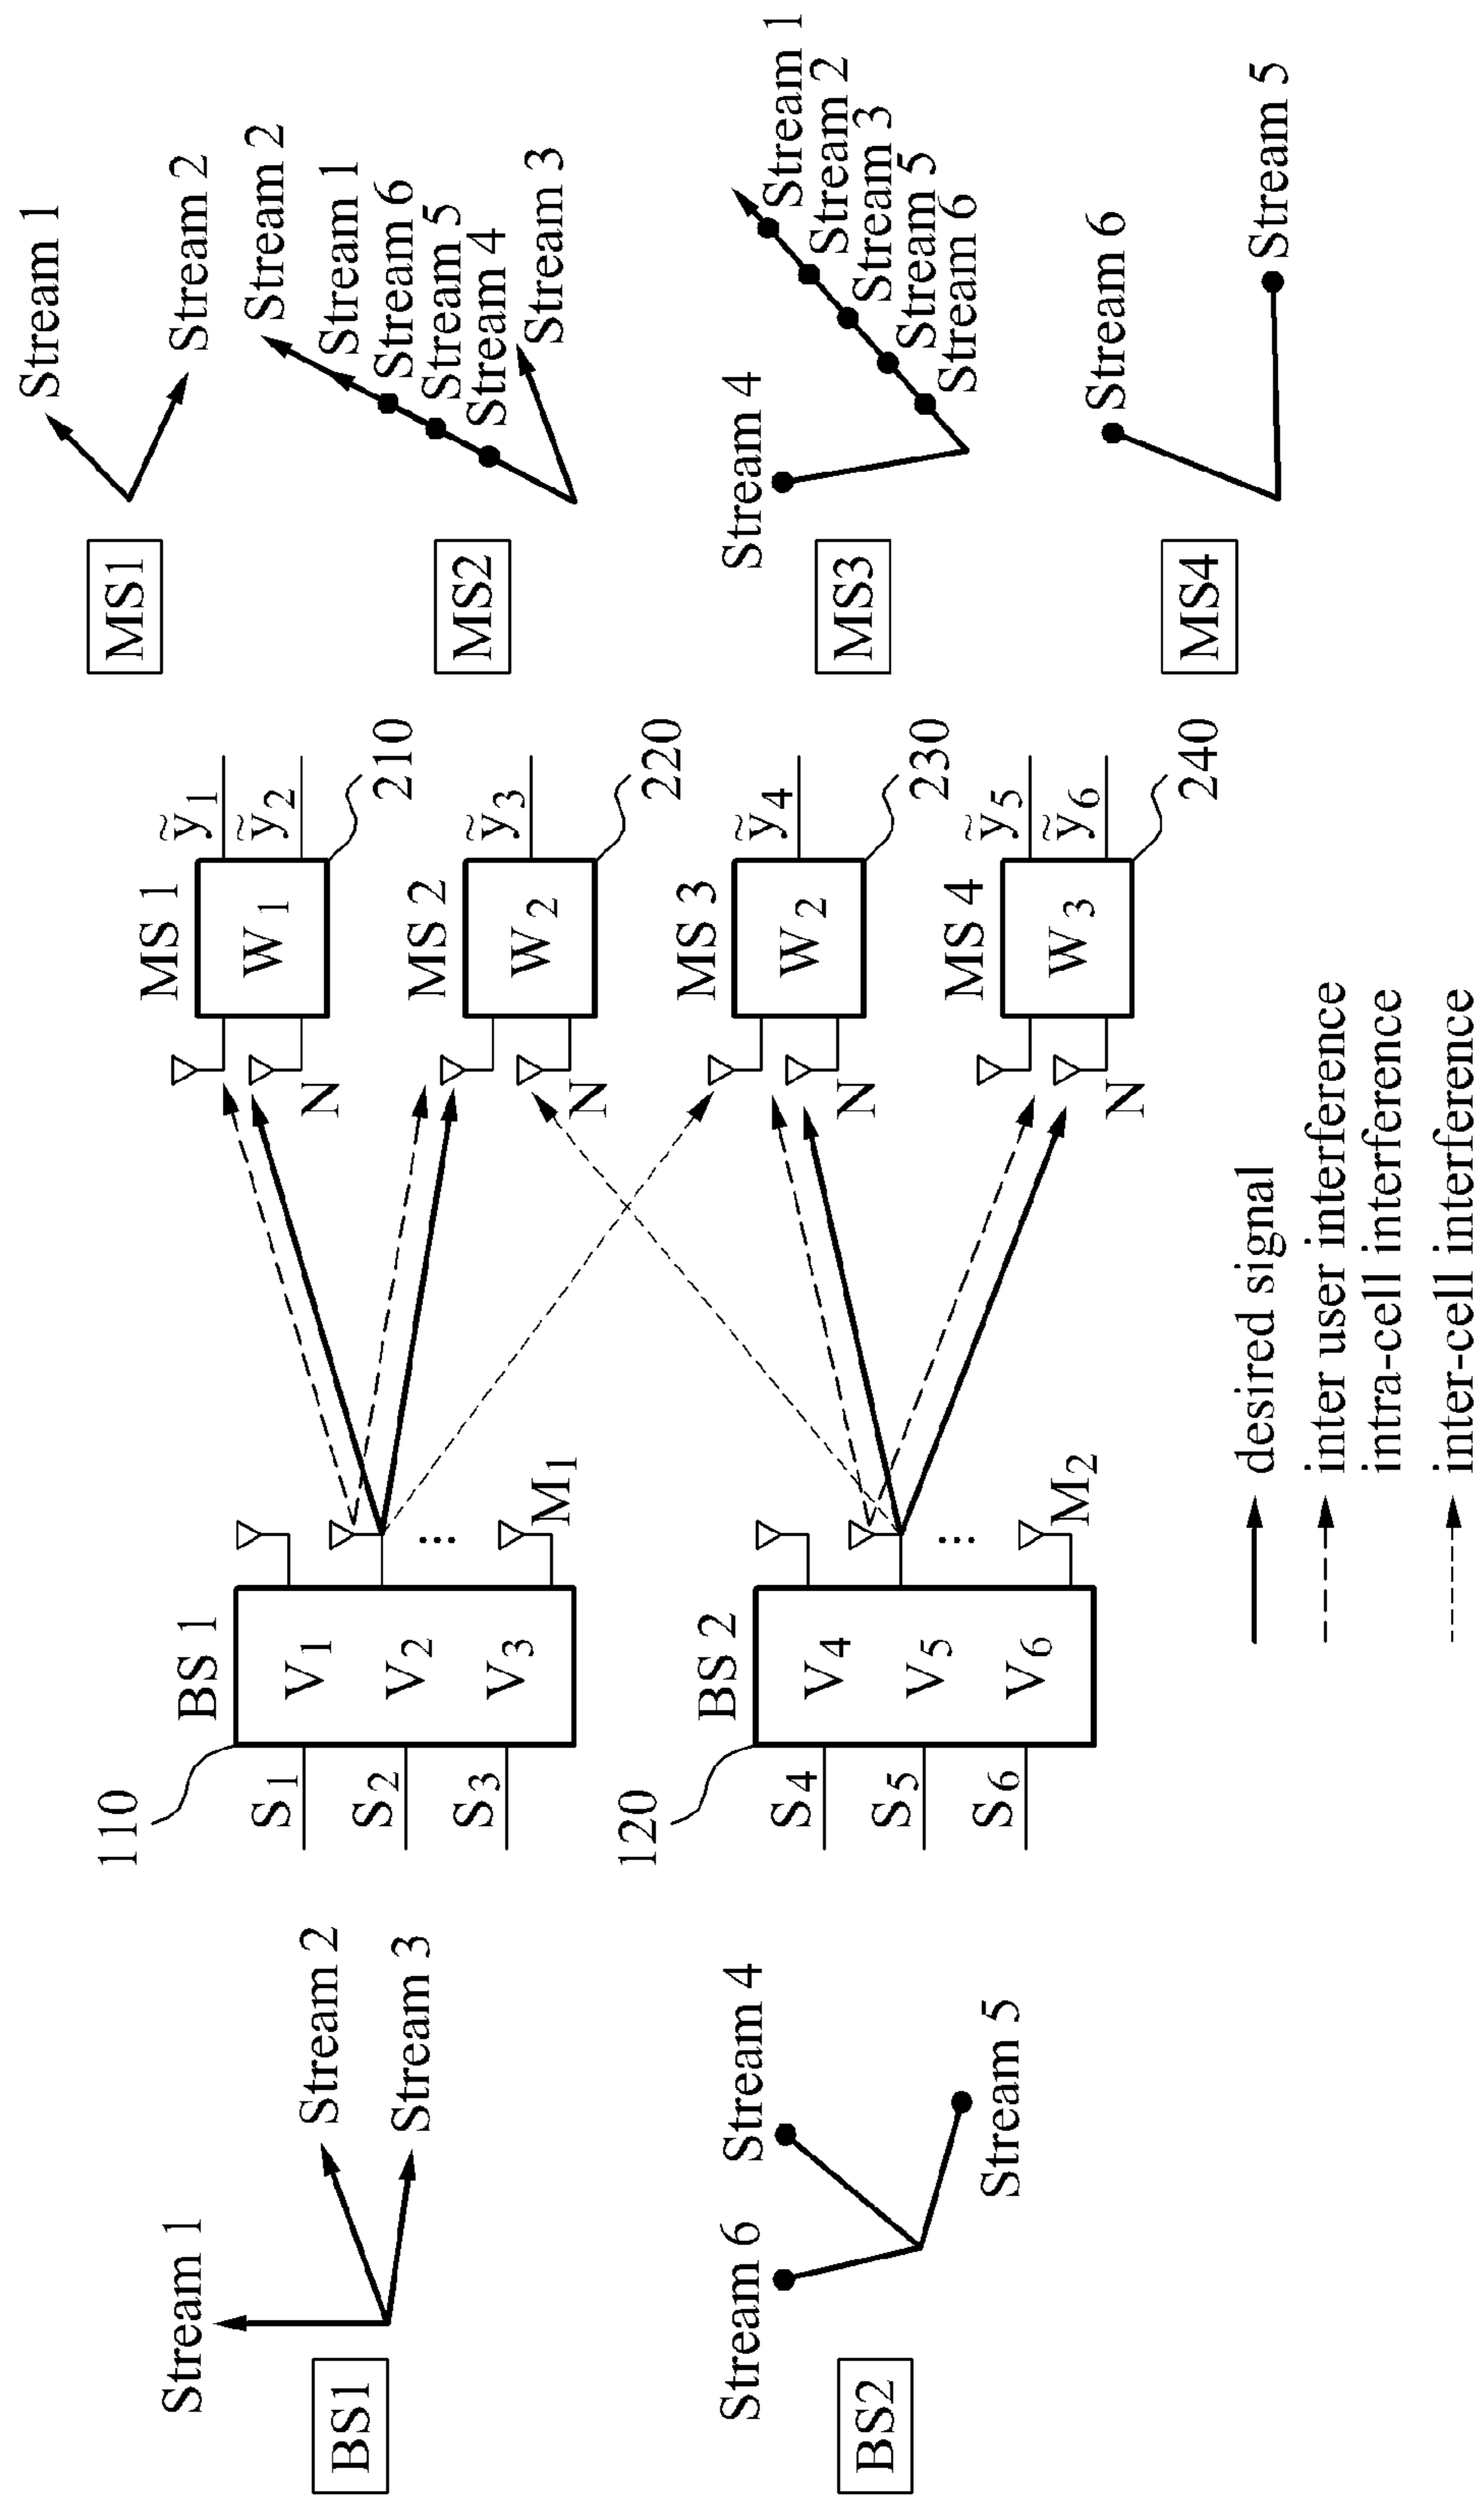 Stream 1
Stream 2
Stream 3
BS1
Stream 6
Stream 4
Stream 5
BS2
110
BS 1
S1
S2
S3
V1
V2
V3
M1
120
BS 2
S4
S5
S6
V4
V5
V6
M2
MS 1
W1
N
ỹ1
ỹ2
210
MS 2
W2
N
ỹ3
220
MS 3
W2
N
ỹ4
230
MS 4
W3
N
ỹ5
ỹ6
240
desired signal
inter user interference
intra-cell interference
inter-cell interference
MS1
Stream 1
Stream 2
MS2
Stream 2
Stream 1
Stream 6
Stream 5
Stream 4
Stream 3
MS3
Stream 4
Stream 1
Stream 2
Stream 3
Stream 5
Stream 6
MS4
Stream 6
Stream 5